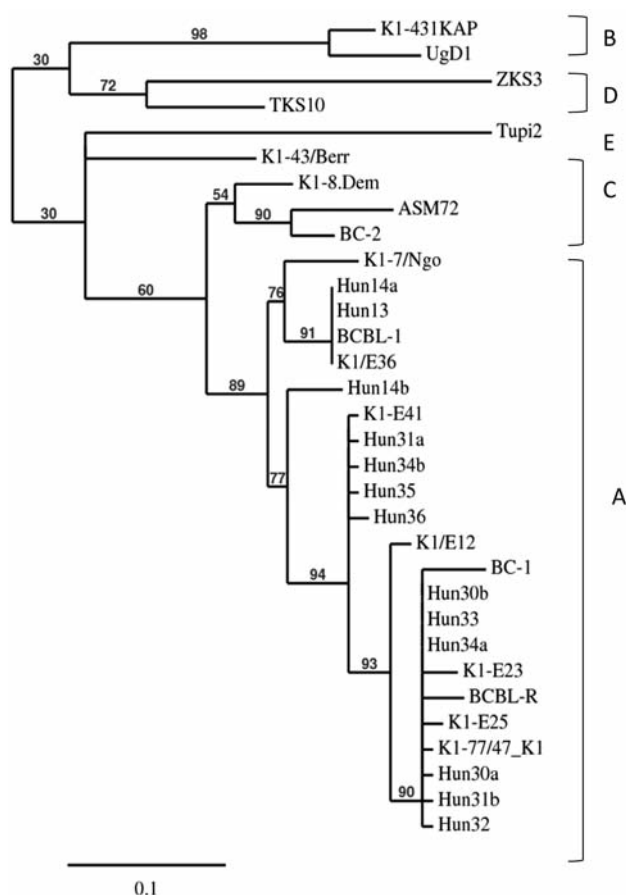 K1-431KAP
98
B
UgD1
30
ZKS3
72
D
TKS10
Tupi2
E
K1-43/Berr
K1-8.Dem
54
C
ASM72
90
30
BC-2
K1-7/Ngo
Hun14a
76
60
Hun13
BCBL-1
91
K1/E36
Hun14b
89
K1-E41
Hun31a
Hun34b
77
Hun35
A
Hun36
K1/E12
BC-1
94
Hun30b
Hun33
Hun34a
93
K1-E23
BCBL-R
K1-E25
K1-77/47_K1
Hun30a
90
Hun31b
Hun32
0.1